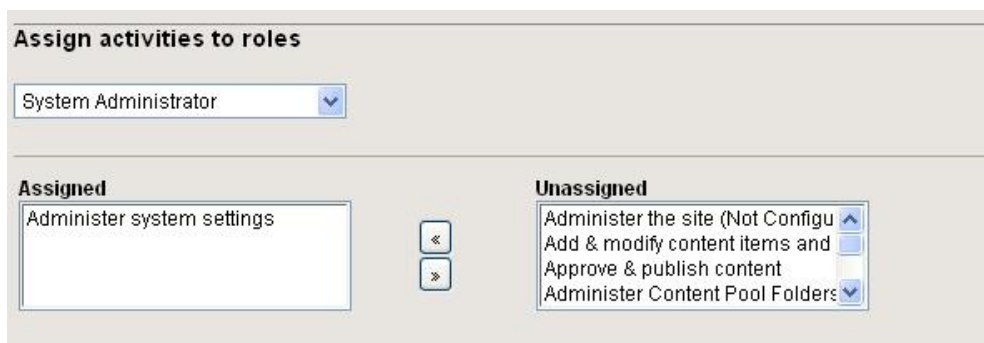 Assign activities to roles
System Administrator
Assigned
Administer system settings
«
»
Unassigned
Administer the site (Not Configu
Add & modify content items and
Approve & publish content
Administer Content Pool Folders